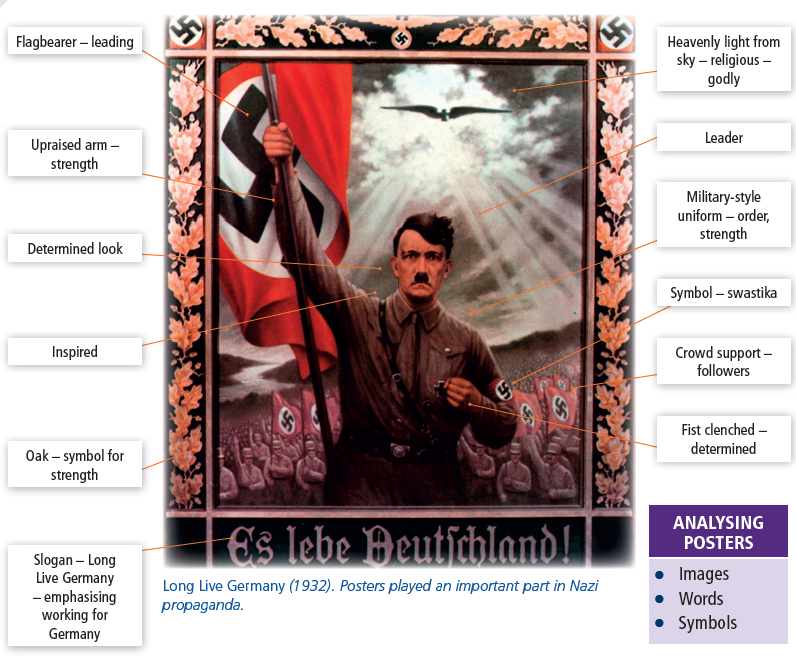 Flagbearer – leading
Upraised arm –
strength
Determined look
Inspired
Oak – symbol for
strength
Slogan – Long
Live Germany
– emphasising
working for
Germany
Es lebe Deutschland!
Heavenly light from
sky – religious –
godly
Leader
Military-style
uniform – order,
strength
Symbol – swastika
Crowd support –
followers
Fist clenched –
determined
Long Live Germany (1932). Posters played an important part in Nazi
propaganda.
ANALYSING
POSTERS
● Images
● Words
● Symbols